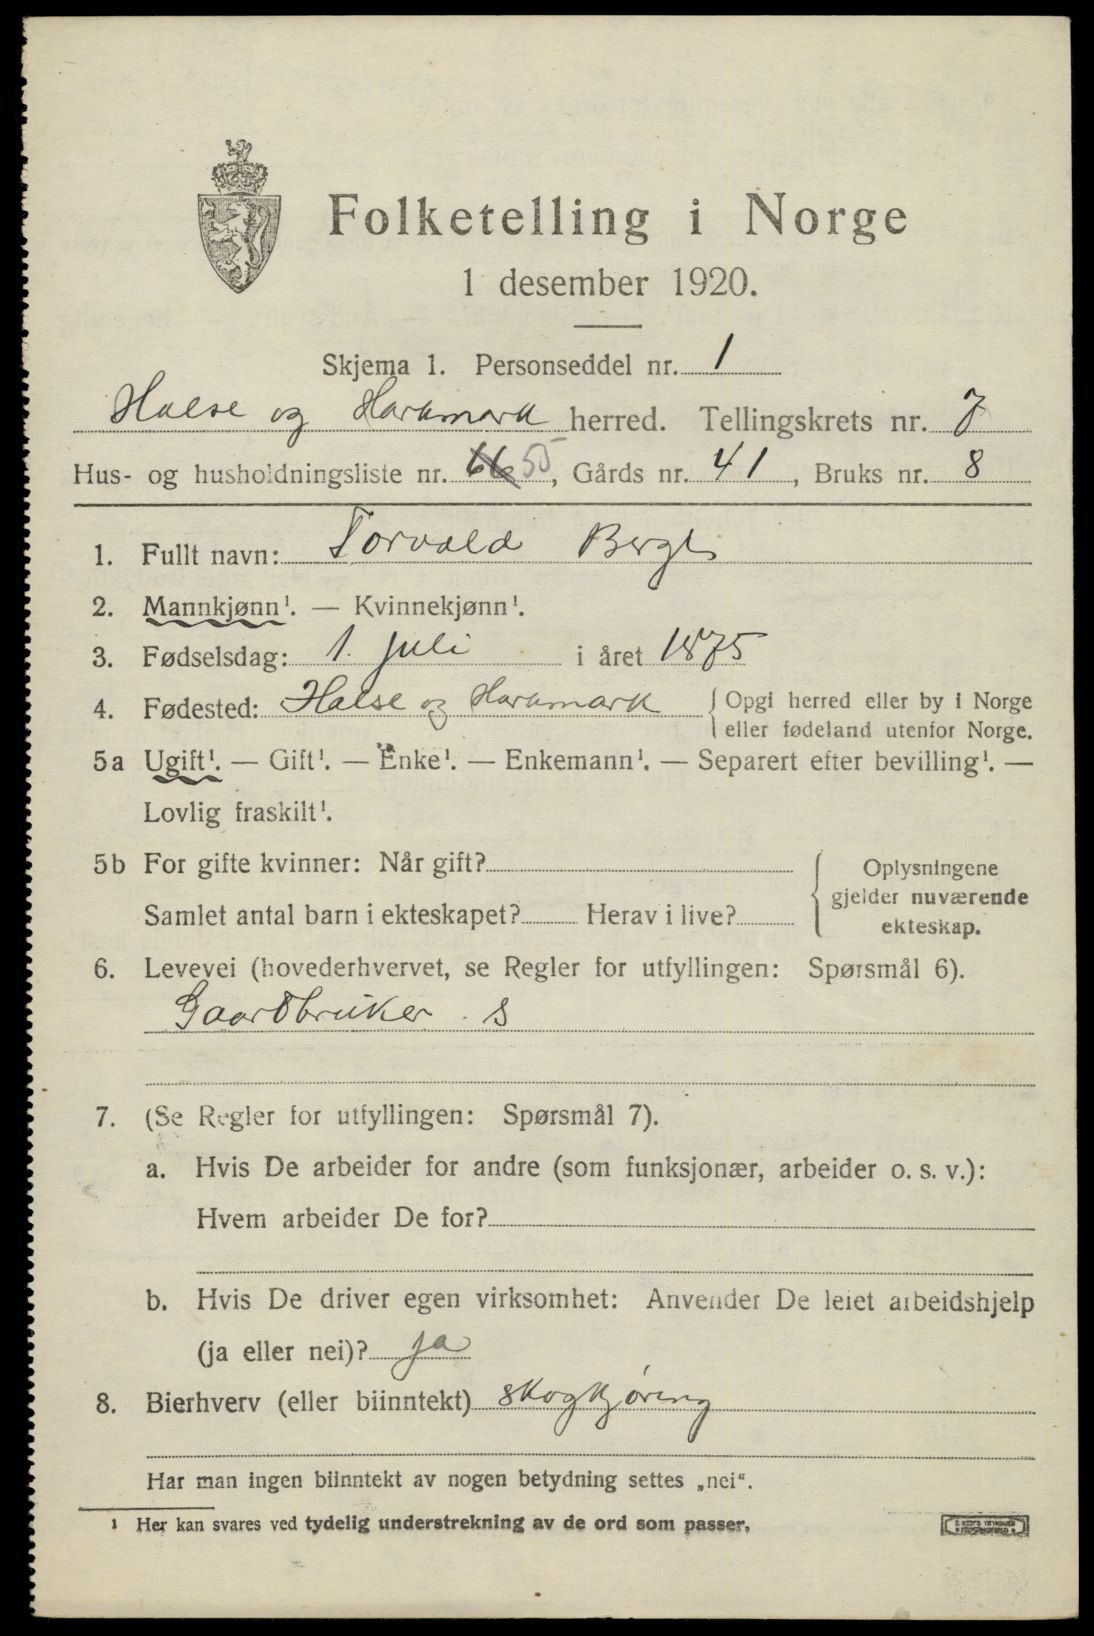 Folketelling i Norge
1 desember 1920.
Skjema 1. Personseddel nr. 1
Halse og Harkmark herred. Tellingskrets nr. 7
Hus- og husholdningsliste nr. 66 55, Gårds nr. 41, Bruks nr. 8
1. Fullt navn: Torvald Bergh
2. Mannkjønn¹. — Kvinnekjønn¹.
3. Fødselsdag: 1. juli i året 1875
4. Fødested: Halse og Harkmark { Opgi herred eller by i Norge
eller fødeland utenfor Norge.
5a Ugift¹. — Gift¹. — Enke¹. — Enkemann¹. — Separert efter bevilling¹. —
Lovlig fraskilt¹.
5b For gifte kvinner: Når gift?
Samlet antal barn i ekteskapet? Herav i live?
Oplysningene
gjelder nuværende
ekteskap.
6. Levevei (hovederhvervet, se Regler for utfyllingen: Spørsmål 6).
Gaardbruker. S
7. (Se Regler for utfyllingen: Spørsmål 7).
a. Hvis De arbeider for andre (som funksjonær, arbeider o. s. v.):
Hvem arbeider De for?
b. Hvis De driver egen virksomhet: Anvender De leiet arbeidshjelp
(ja eller nei)? ja
8. Bierhverv (eller biinntekt) skogkjøring
Har man ingen biinntekt av nogen betydning settes „nei“.
¹ Her kan svares ved tydelig understrekning av de ord som passer.